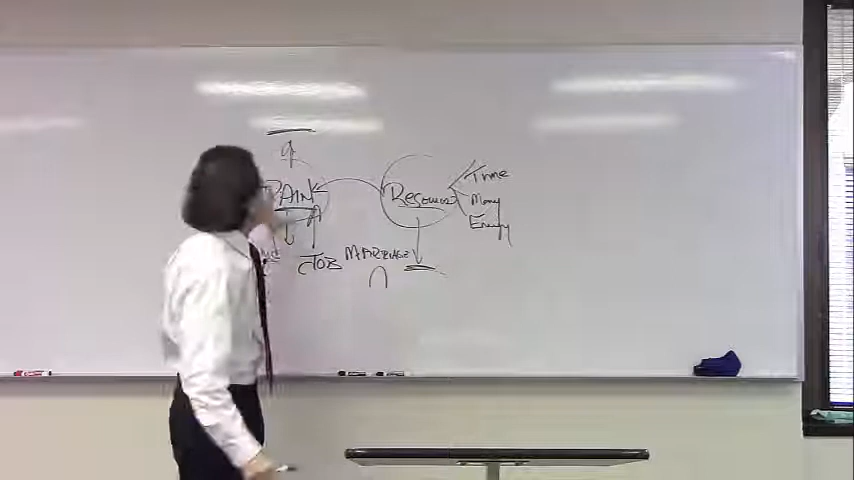 PAIN
Resource
Time
Money
Energy
JOB
MARRIAGE